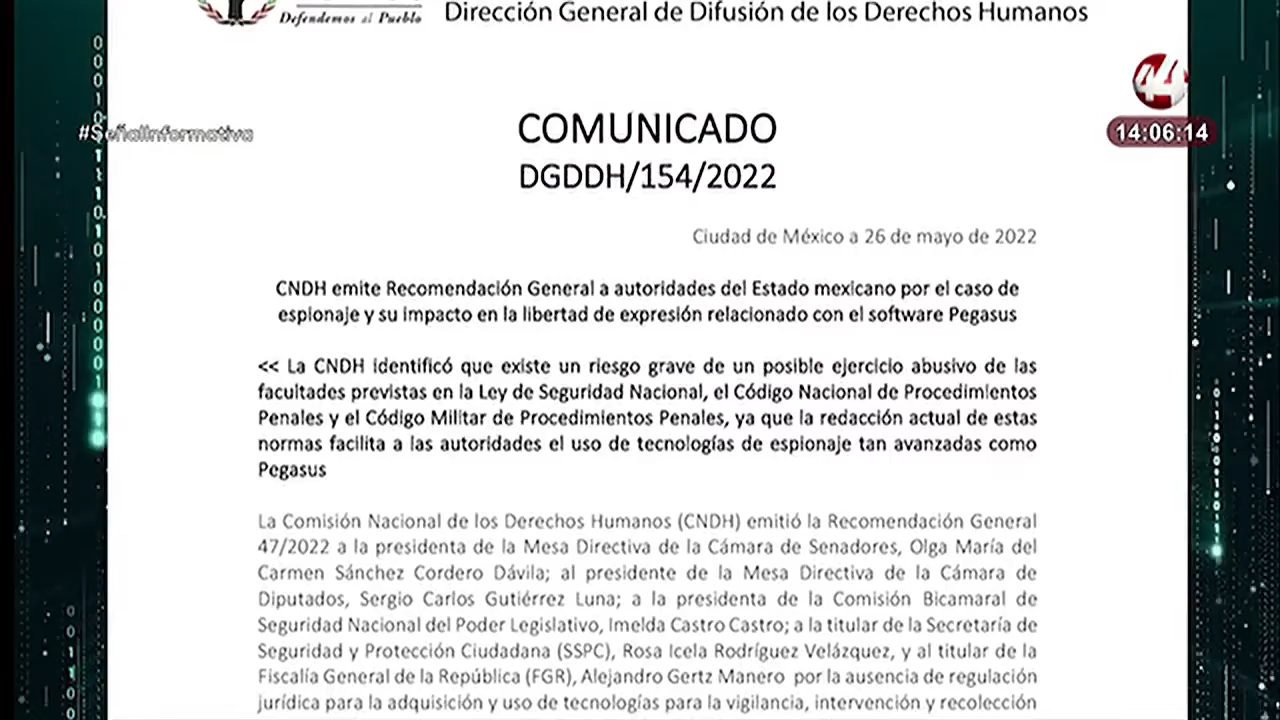 Defendemos al Pueblo
Dirección General de Difusión de los Derechos Humanos
44
14:06:14
#SeñalInformativa
COMUNICADO
DGDDH/154/2022
Ciudad de México a 26 de mayo de 2022
CNDH emite Recomendación General a autoridades del Estado mexicano por el caso de
espionaje y su impacto en la libertad de expresión relacionado con el software Pegasus
<< La CNDH identificó que existe un riesgo grave de un posible ejercicio abusivo de las
facultades previstas en la Ley de Seguridad Nacional, el Código Nacional de Procedimientos
Penales y el Código Militar de Procedimientos Penales, ya que la redacción actual de estas
normas facilita a las autoridades el uso de tecnologías de espionaje tan avanzadas como
Pegasus
La Comisión Nacional de los Derechos Humanos (CNDH) emitió la Recomendación General
47/2022 a la presidenta de la Mesa Directiva de la Cámara de Senadores, Olga María del
Carmen Sánchez Cordero Dávila; al presidente de la Mesa Directiva de la Cámara de
Diputados, Sergio Carlos Gutiérrez Luna; a la presidenta de la Comisión Bicamaral de
Seguridad Nacional del Poder Legislativo, Imelda Castro Castro; a la titular de la Secretaría de
Seguridad y Protección Ciudadana (SSPC), Rosa Icela Rodríguez Velázquez, y al titular de la
Fiscalía General de la República (FGR), Alejandro Gertz Manero por la ausencia de regulación
jurídica para la adquisición y uso de tecnologías para la vigilancia, intervención y recolección